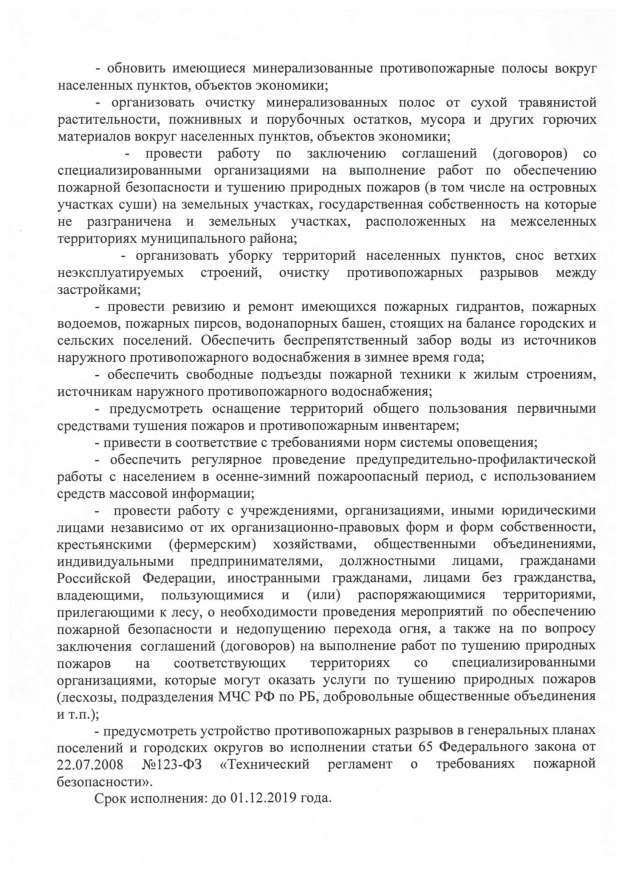 - обновить имеющиеся минерализованные противопожарные полосы вокруг
населенных пунктов, объектов экономики;
- организовать очистку минерализованных полос от сухой травянистой
растительности, пожнивных и порубочных остатков, мусора и других горючих
материалов вокруг населенных пунктов, объектов экономики;
- провести работу по заключению соглашений (договоров) со
специализированными организациями на выполнение работ по обеспечению
пожарной безопасности и тушению природных пожаров (в том числе на островных
участках суши) на земельных участках, государственная собственность на которые
не разграничена и земельных участках, расположенных на межселенных
территориях муниципального района;
- организовать уборку территорий населенных пунктов, снос ветхих
неэксплуатируемых строений, очистку противопожарных разрывов между
застройками;
- провести ревизию и ремонт имеющихся пожарных гидрантов, пожарных
водоемов, пожарных пирсов, водонапорных башен, стоящих на балансе городских и
сельских поселений. Обеспечить беспрепятственный забор воды из источников
наружного противопожарного водоснабжения в зимнее время года;
- обеспечить свободные подъезды пожарной техники к жилым строениям,
источникам наружного противопожарного водоснабжения;
- предусмотреть оснащение территорий общего пользования первичными
средствами тушения пожаров и противопожарным инвентарем;
- привести в соответствие с требованиями норм системы оповещения;
- обеспечить регулярное проведение предупредительно-профилактической
работы с населением в осенне-зимний пожароопасный период, с использованием
средств массовой информации;
- провести работу с учреждениями, организациями, иными юридическими
лицами независимо от их организационно-правовых форм и форм собственности,
крестьянскими (фермерским) хозяйствами, общественными объединениями,
индивидуальными предпринимателями, должностными лицами, гражданами
Российской Федерации, иностранными гражданами, лицами без гражданства,
владеющими, пользующимися и (или) распоряжающимися территориями,
прилегающими к лесу, о необходимости проведения мероприятий по обеспечению
пожарной безопасности и недопущению перехода огня, а также на по вопросу
заключения соглашений (договоров) на выполнение работ по тушению природных
пожаров на соответствующих территориях со специализированными
организациями, которые могут оказать услуги по тушению природных пожаров
(лесхозы, подразделения МЧС РФ по РБ, добровольные общественные объединения
и т.п.);
- предусмотреть устройство противопожарных разрывов в генеральных планах
поселений и городских округов во исполнении статьи 65 Федерального закона от
22.07.2008 №123-ФЗ «Технический регламент о требованиях пожарной
безопасности».
Срок исполнения: до 01.12.2019 года.